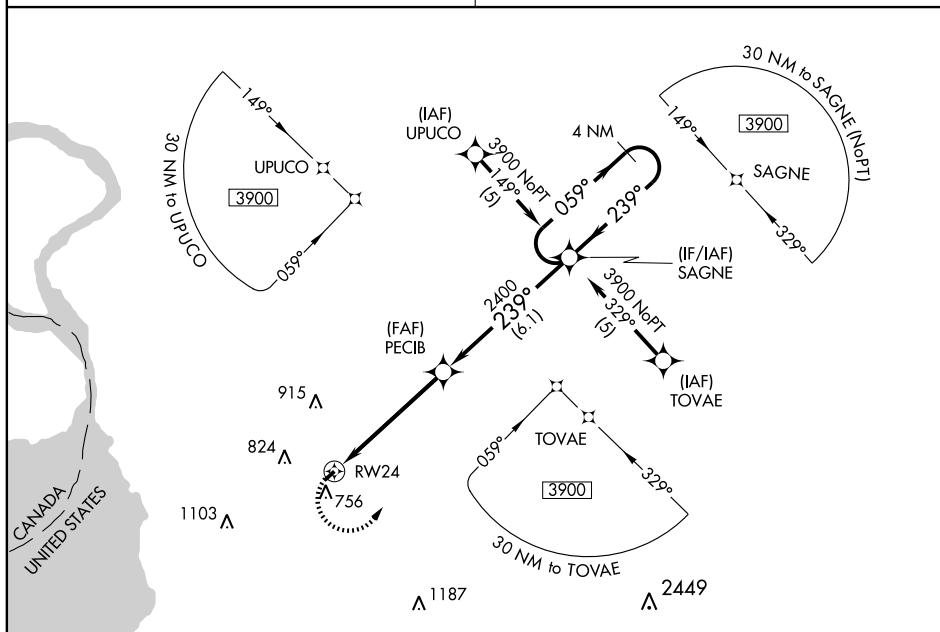 30 NM to UPUCO
149°
UPUCO
3900
059°
(IAF)
UPUCO
3900 NoPT
149°
(5)
4 NM
059°
239°
(IF/IAF)
SAGNE
30 NM to SAGNE (NoPT)
149°
3900
SAGNE
329°
2400
239°
(6.1)
(FAF)
PECIB
3900 NoPT
329°
(5)
(IAF)
TOVAE
915
824
RW24
756
1103
TOVAE
059°
3900
329°
30 NM to TOVAE
CANADA
UNITED STATES
1187
2449